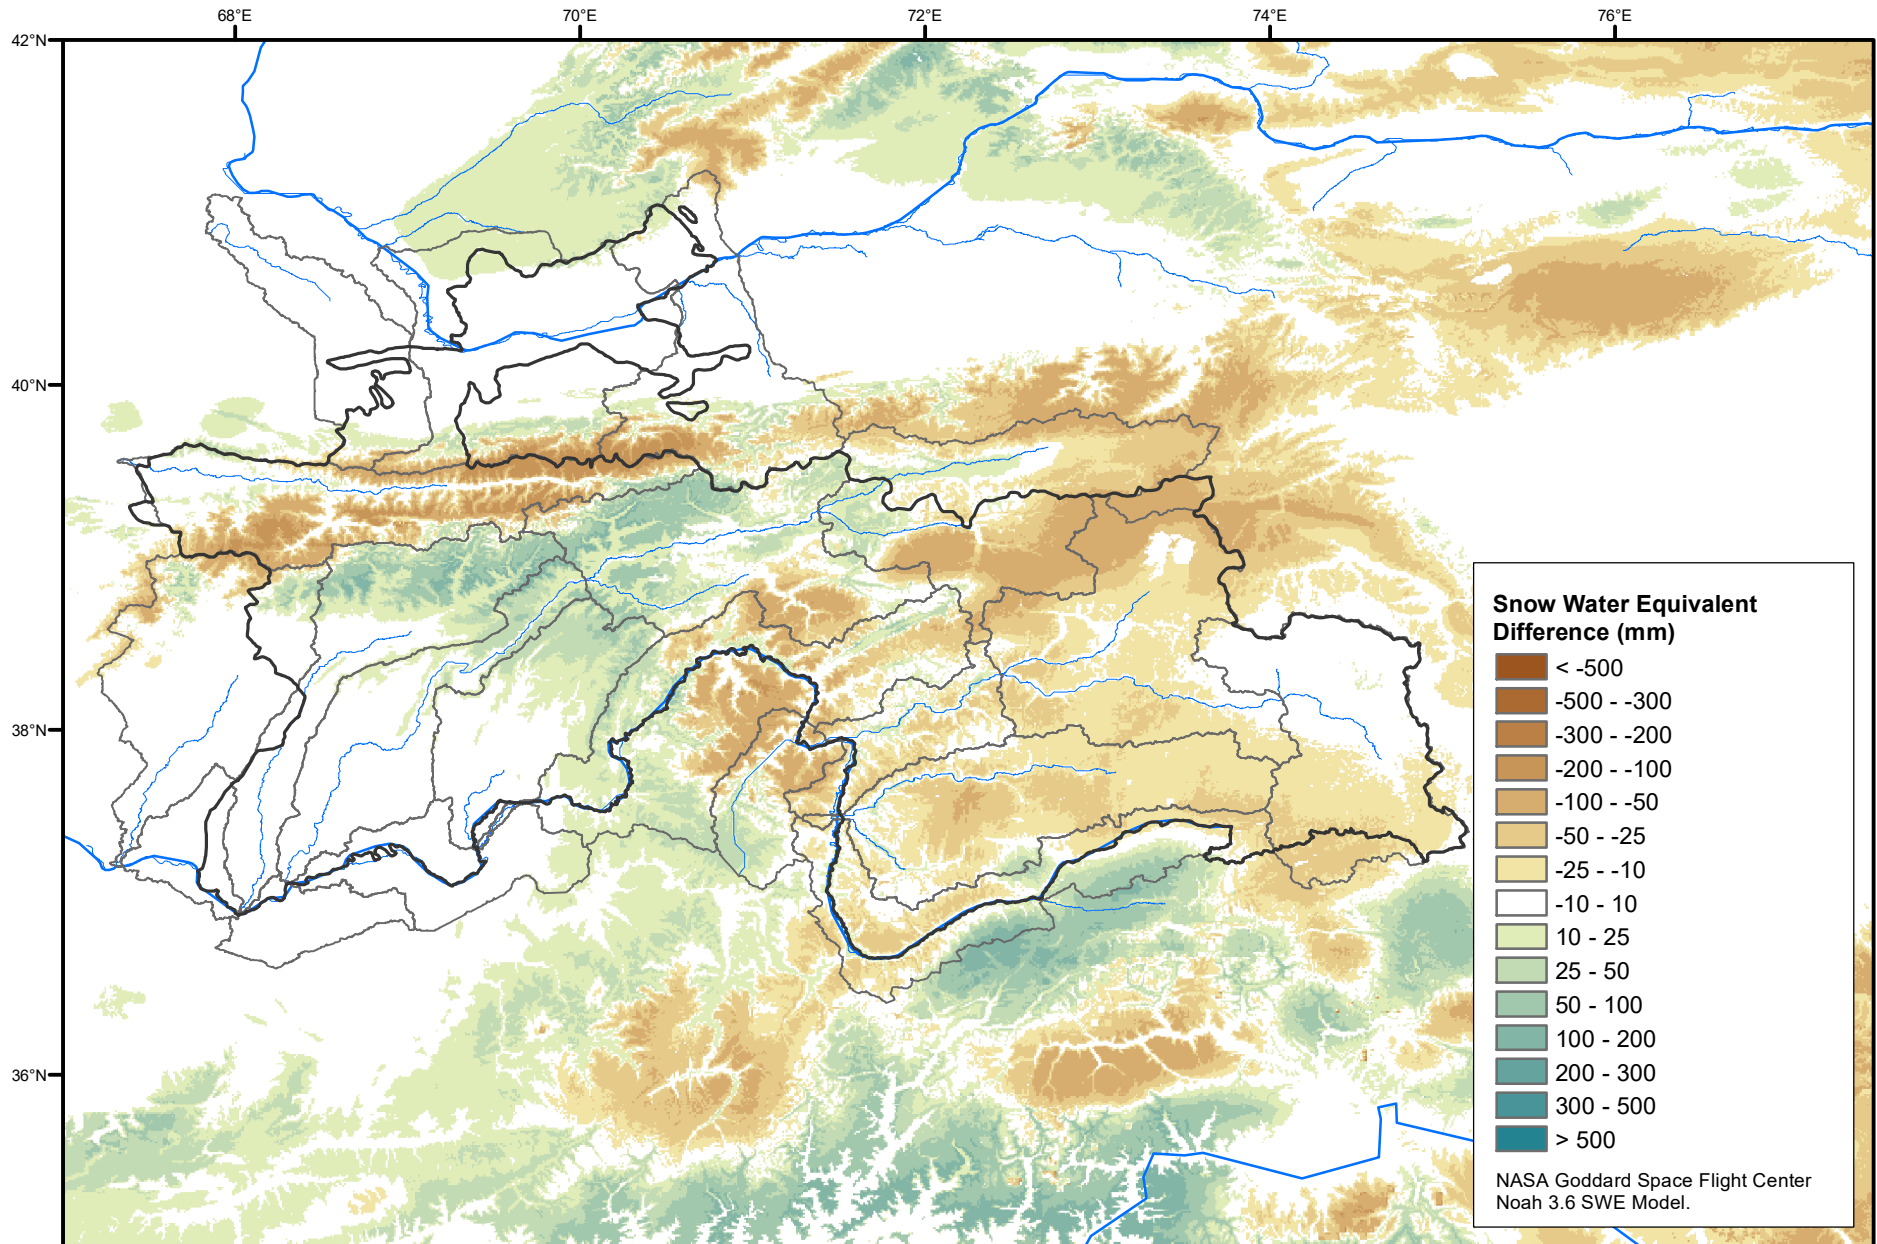 68°E 70°E 72°E 74°E 76°E
42°N
40°N
38°N
36°N
Snow Water Equivalent
Difference (mm)
< -500
-500 - -300
-300 - -200
-200 - -100
-100 - -50
-50 - -25
-25 - -10
-10 - 10
10 - 25
25 - 50
50 - 100
100 - 200
200 - 300
300 - 500
> 500
NASA Goddard Space Flight Center
Noah 3.6 SWE Model.